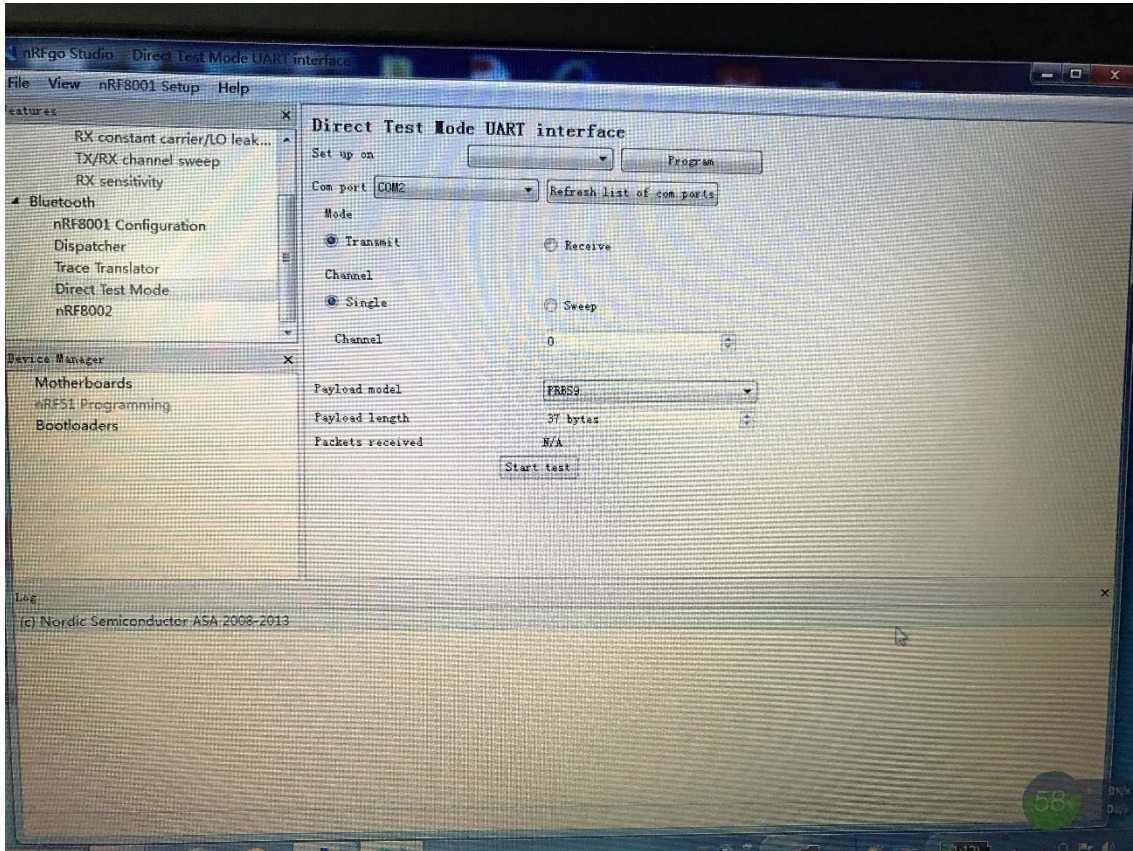 nRFgo Studio - Direct Test Mode UART interface
File View nRF8001 Setup Help
eatures
RX constant carrier/LO leak...
TX/RX channel sweep
RX sensitivity
Bluetooth
nRF8001 Configuration
Dispatcher
Trace Translator
Direct Test Mode
nRF8002
Device Manager
Motherboards
nRF51 Programming
Bootloaders
Direct Test Mode UART interface
Set up on Program
Com port COM2 Refresh list of com ports
Mode
Transmit Receive
Channel
Single Sweep
Channel 0
Payload model PRBS9
Payload length 37 bytes
Packets received N/A
Start test
Log
(c) Nordic Semiconductor ASA 2008-2013
58%